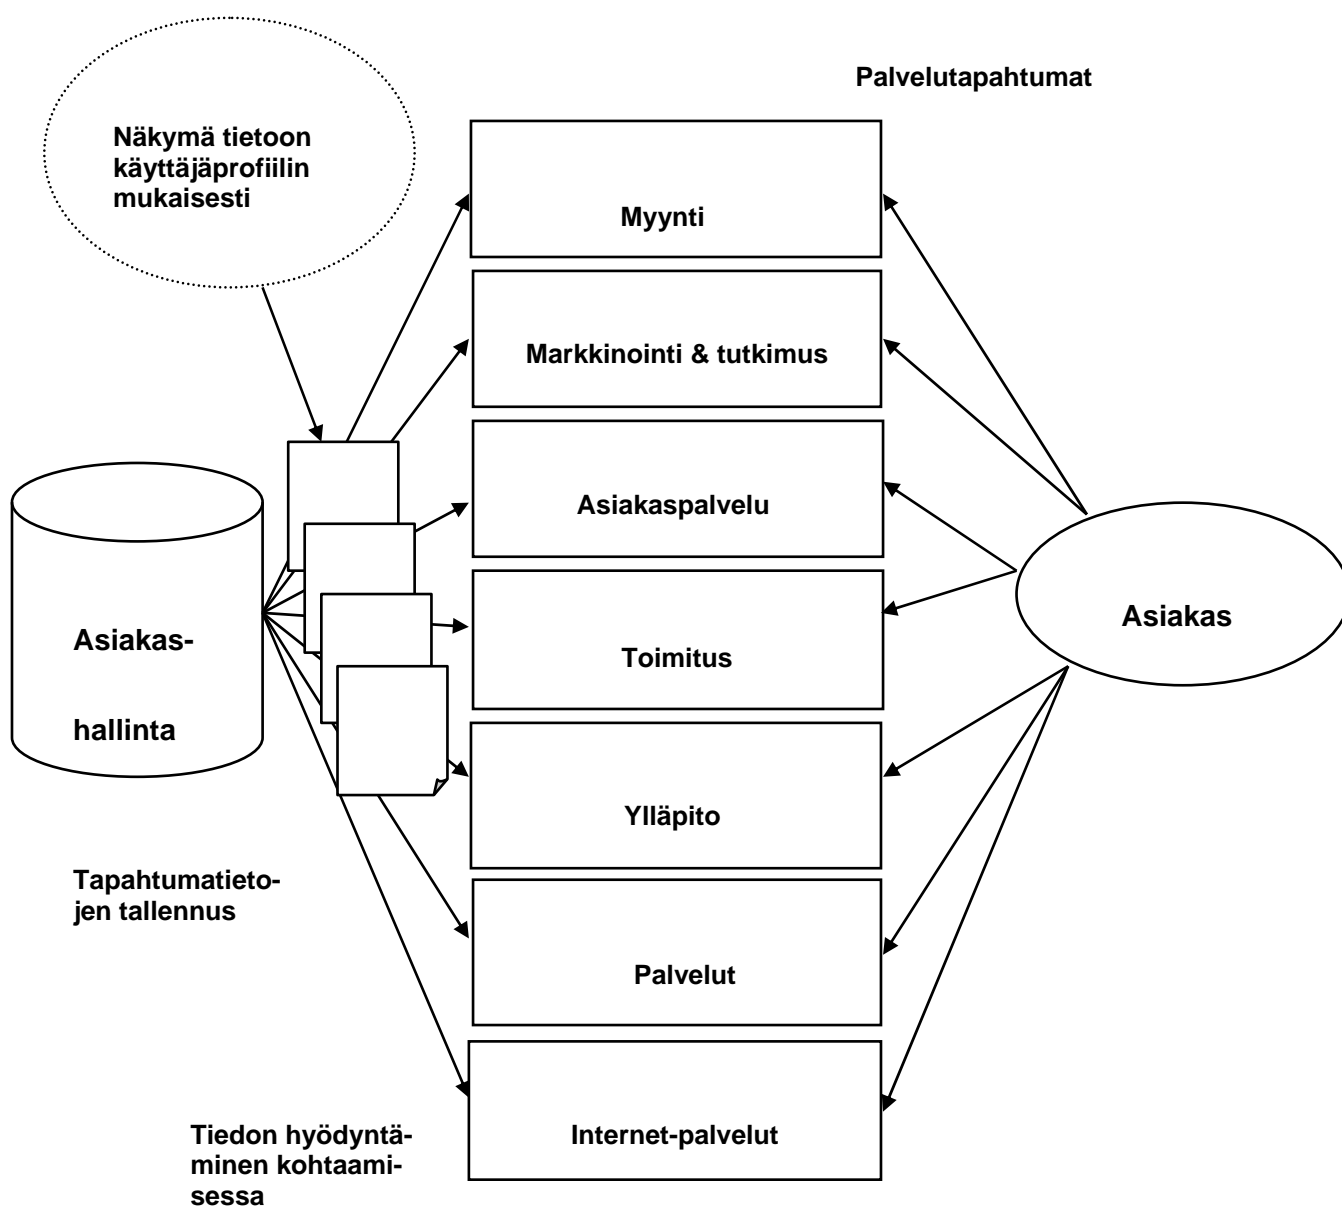 Palvelutapahtumat
Näkymä tietoon
käyttäjäprofiilin
mukaisesti
Myynti
Markkinointi & tutkimus
Asiakaspalvelu
Asiakas
Asiakas-
hallinta
Toimitus
Ylläpito
Tapahtumatieto-
jen tallennus
Palvelut
Internet-palvelut
Tiedon hyödyntä-
minen kohtaami-
sessa